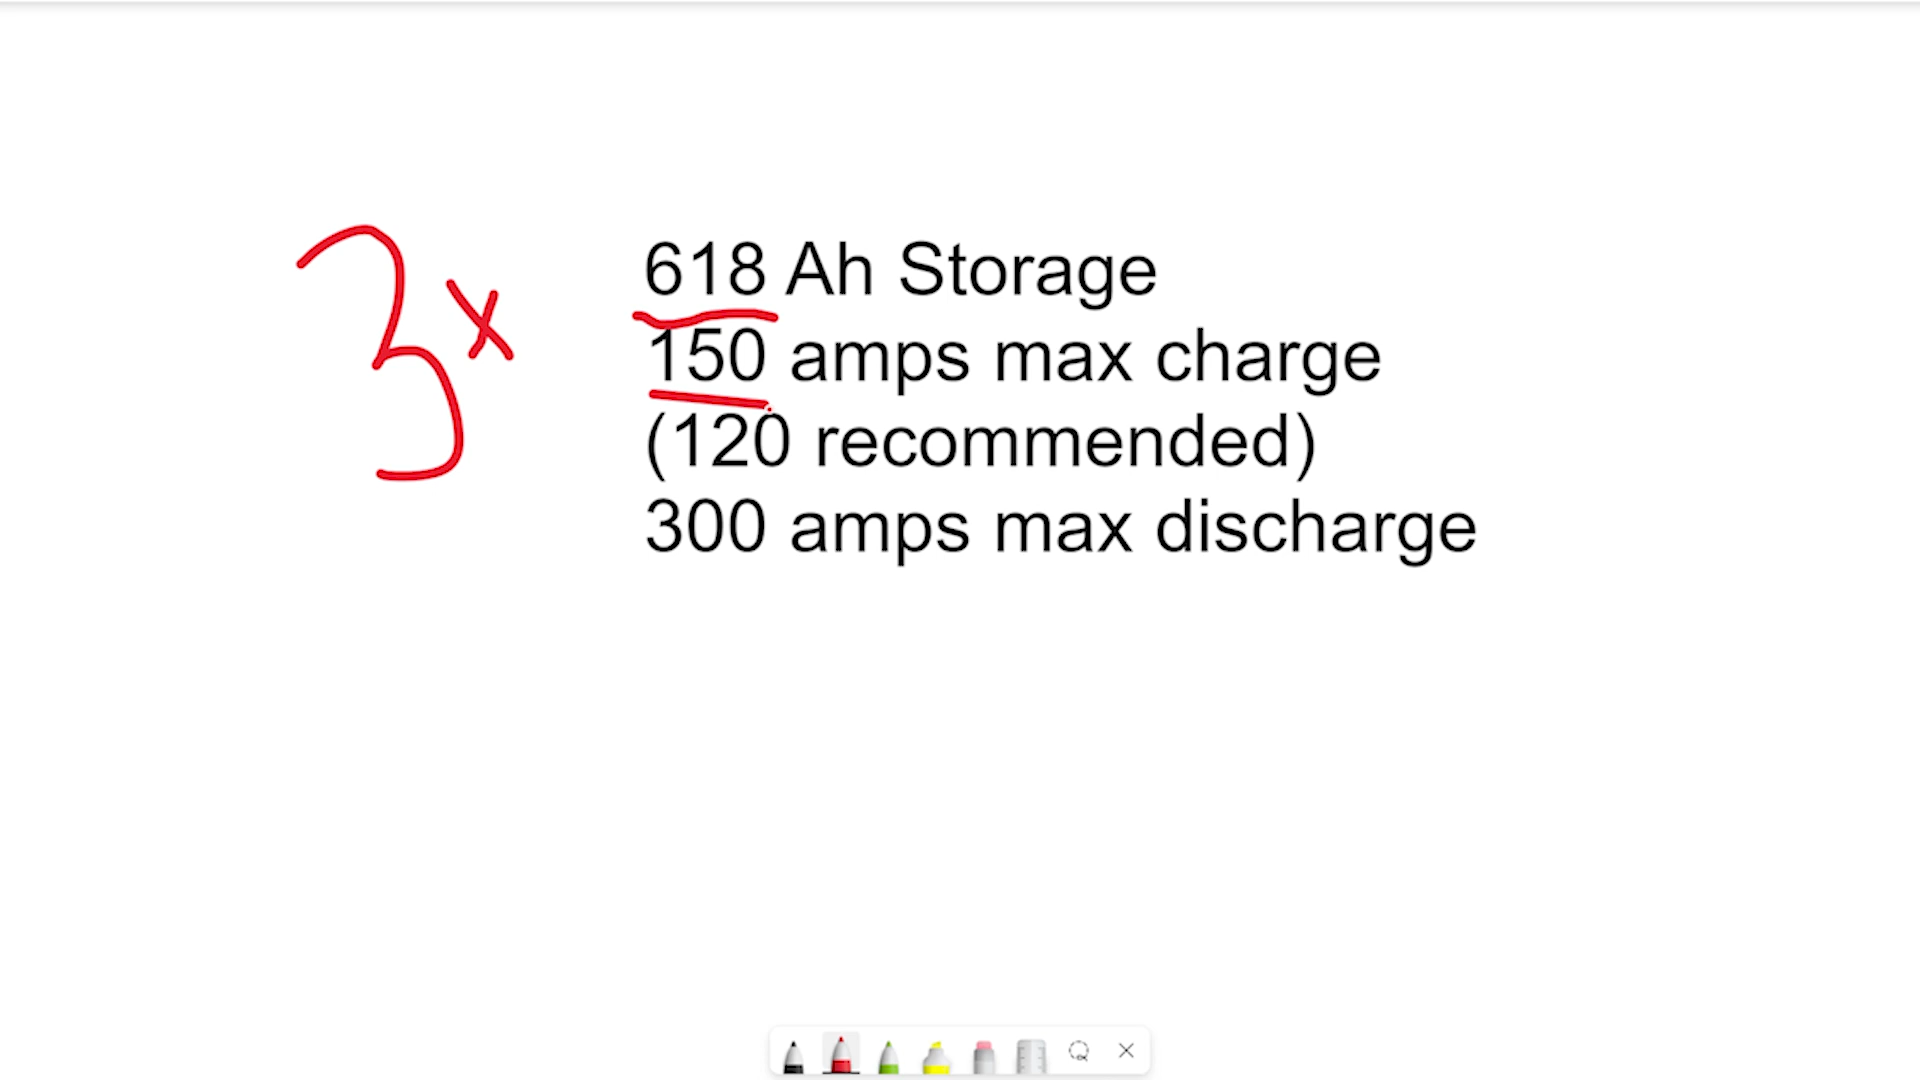 3x
618 Ah Storage
150 amps max charge
(120 recommended)
300 amps max discharge